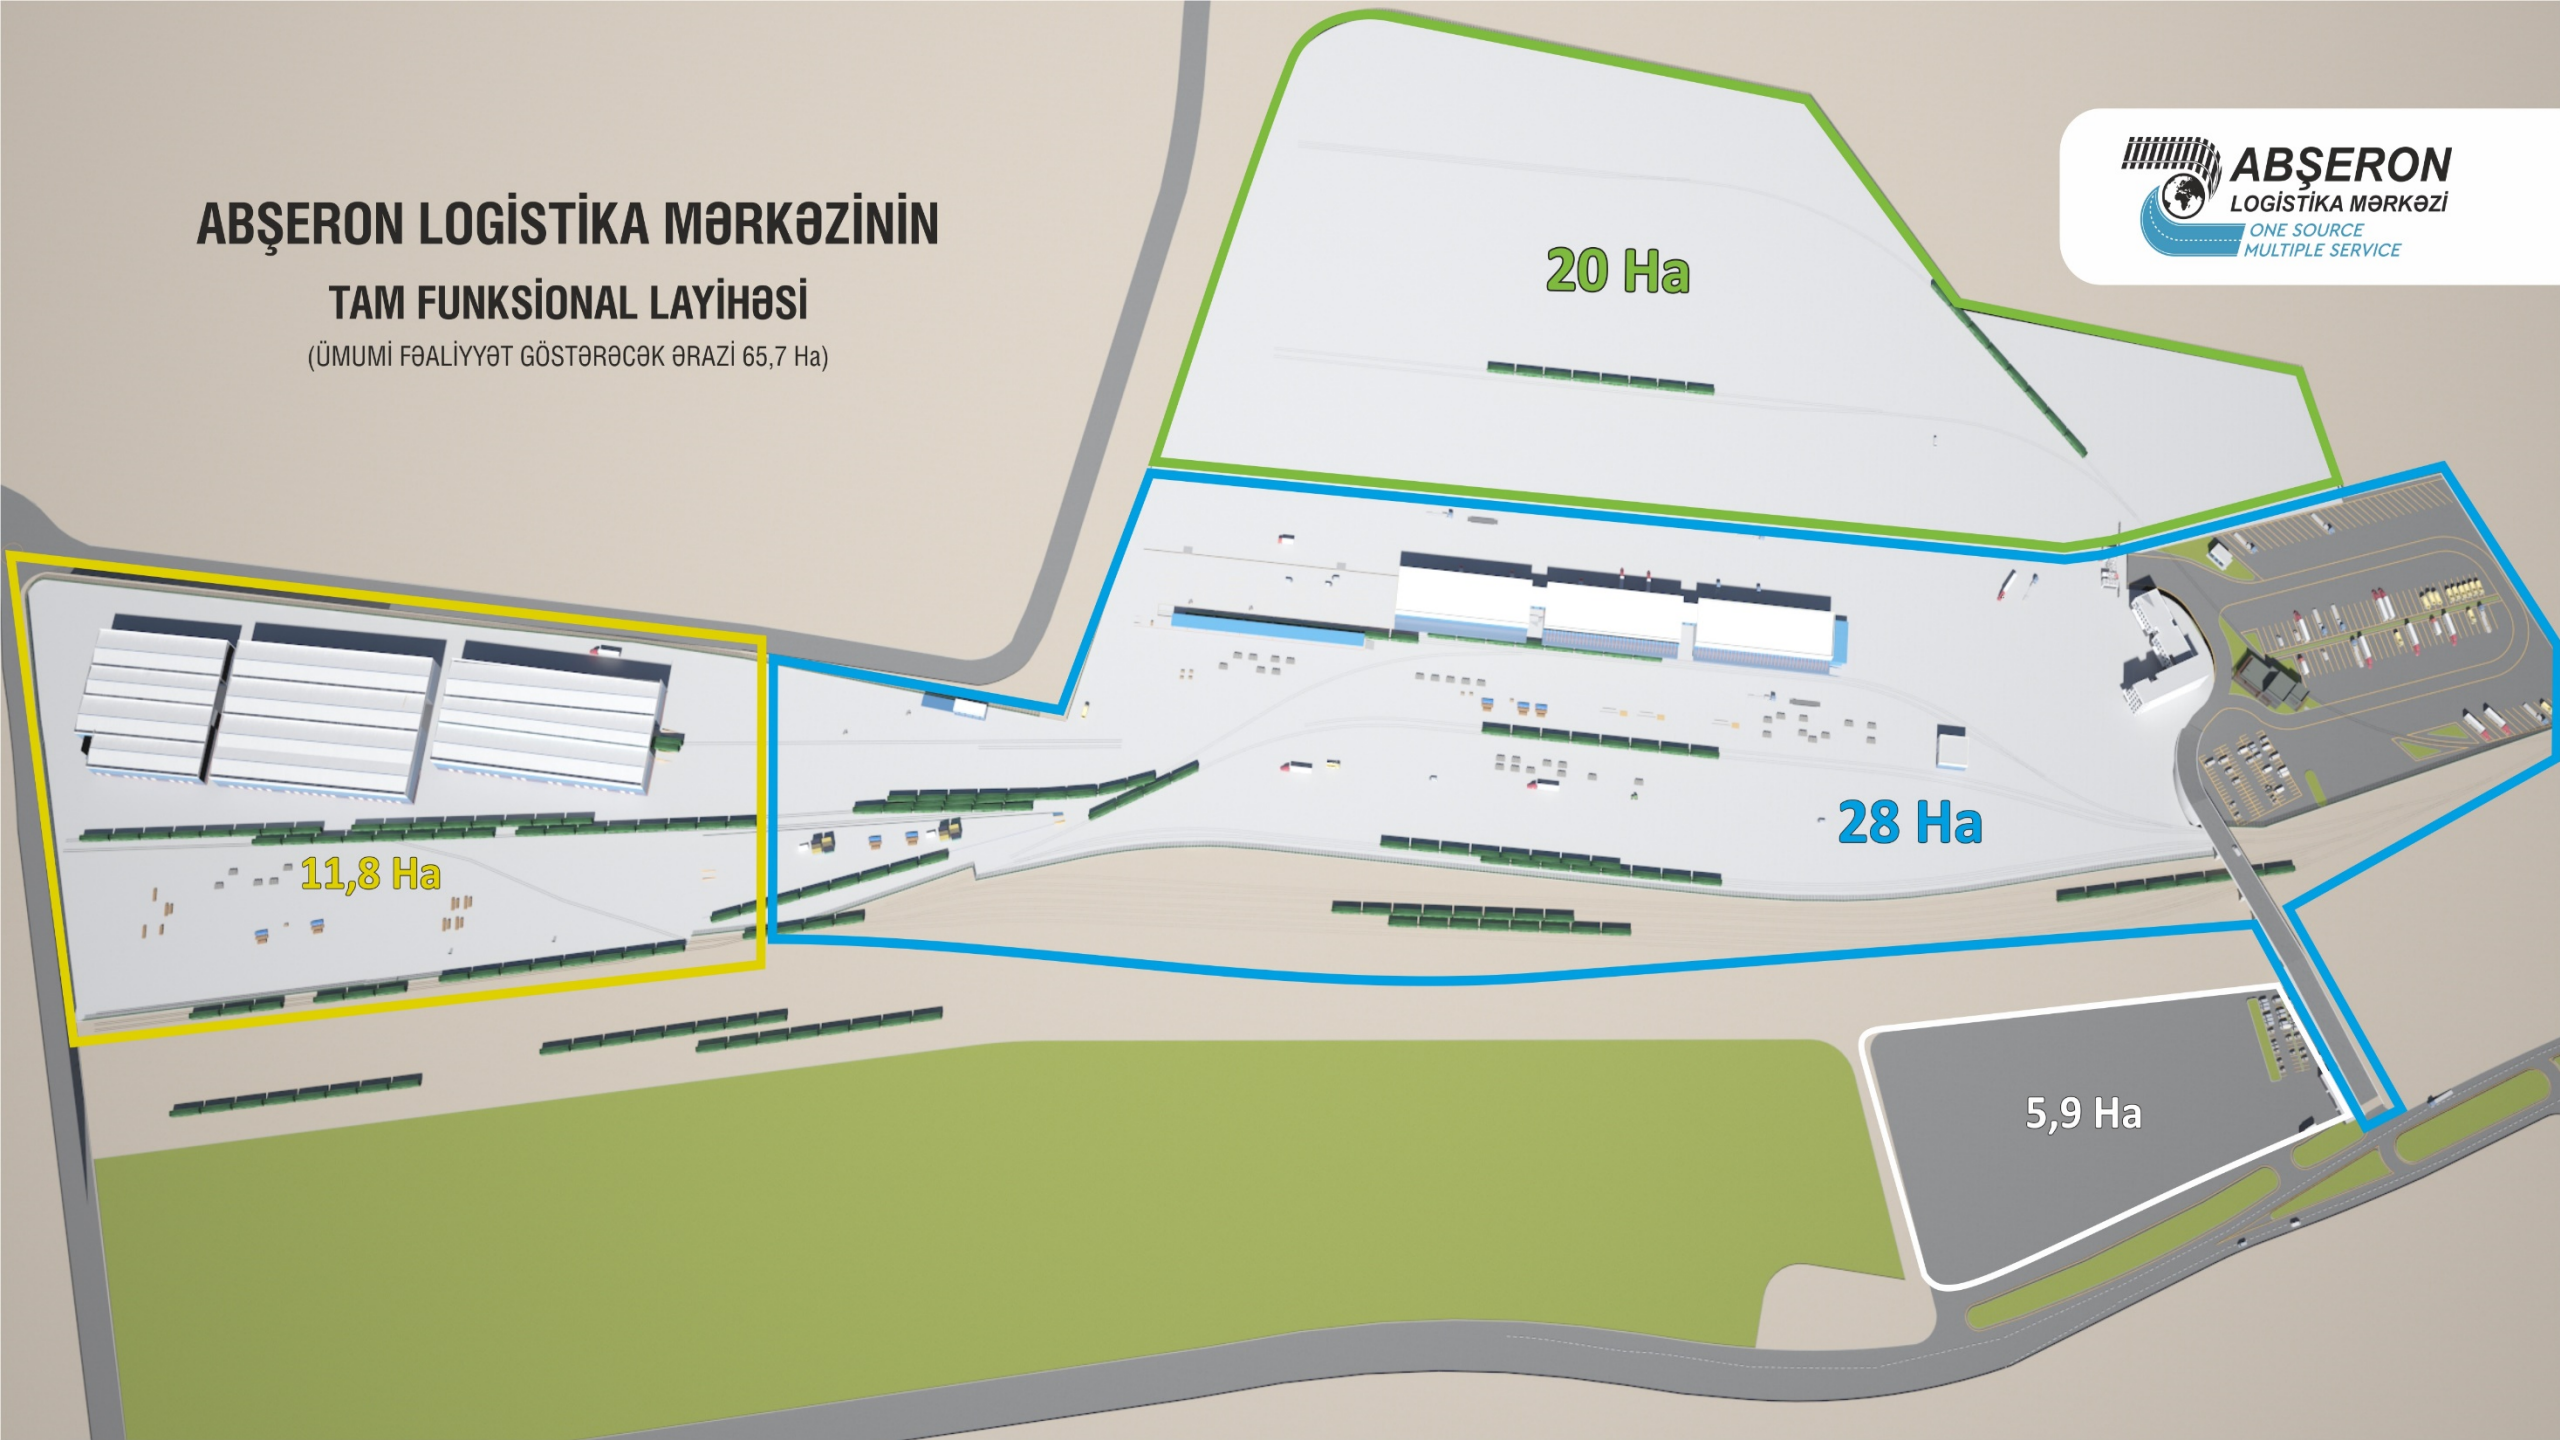 ABŞERON LOGİSTİKA MƏRKƏZİNİN
TAM FUNKSİONAL LAYİHƏSİ
(ÜMUMİ FƏALİYYƏT GÖSTƏRƏCƏK ƏRAZİ 65,7 Ha)
ABŞERON
LOGİSTİKA MƏRKƏZİ
ONE SOURCE
MULTIPLE SERVICE
20 Ha
28 Ha
11,8 Ha
5,9 Ha